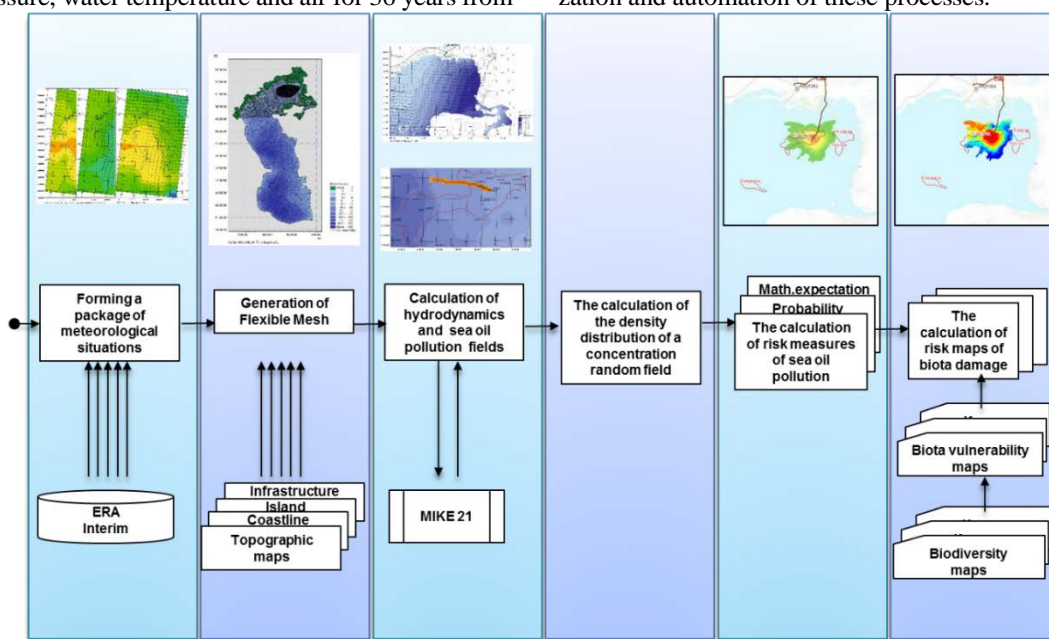 ssure, water temperature and air for 36 years from
zation and automation of these processes.
Forming a
package of
meteorological
situations
Generation of
Flexible Mesh
Calculation of
hydrodynamics
and sea oil
pollution fields
The calculation of
the density
distribution of a
concentration
random field
Math.expectation
Probability
The calculation
of risk measures
of sea oil
pollution
The
calculation of
risk maps of
biota damage
ERA
Interim
Infrastructure
Island
Coastline
Topographic
maps
MIKE 21
Biota vulnerability
maps
Biodiversity
maps